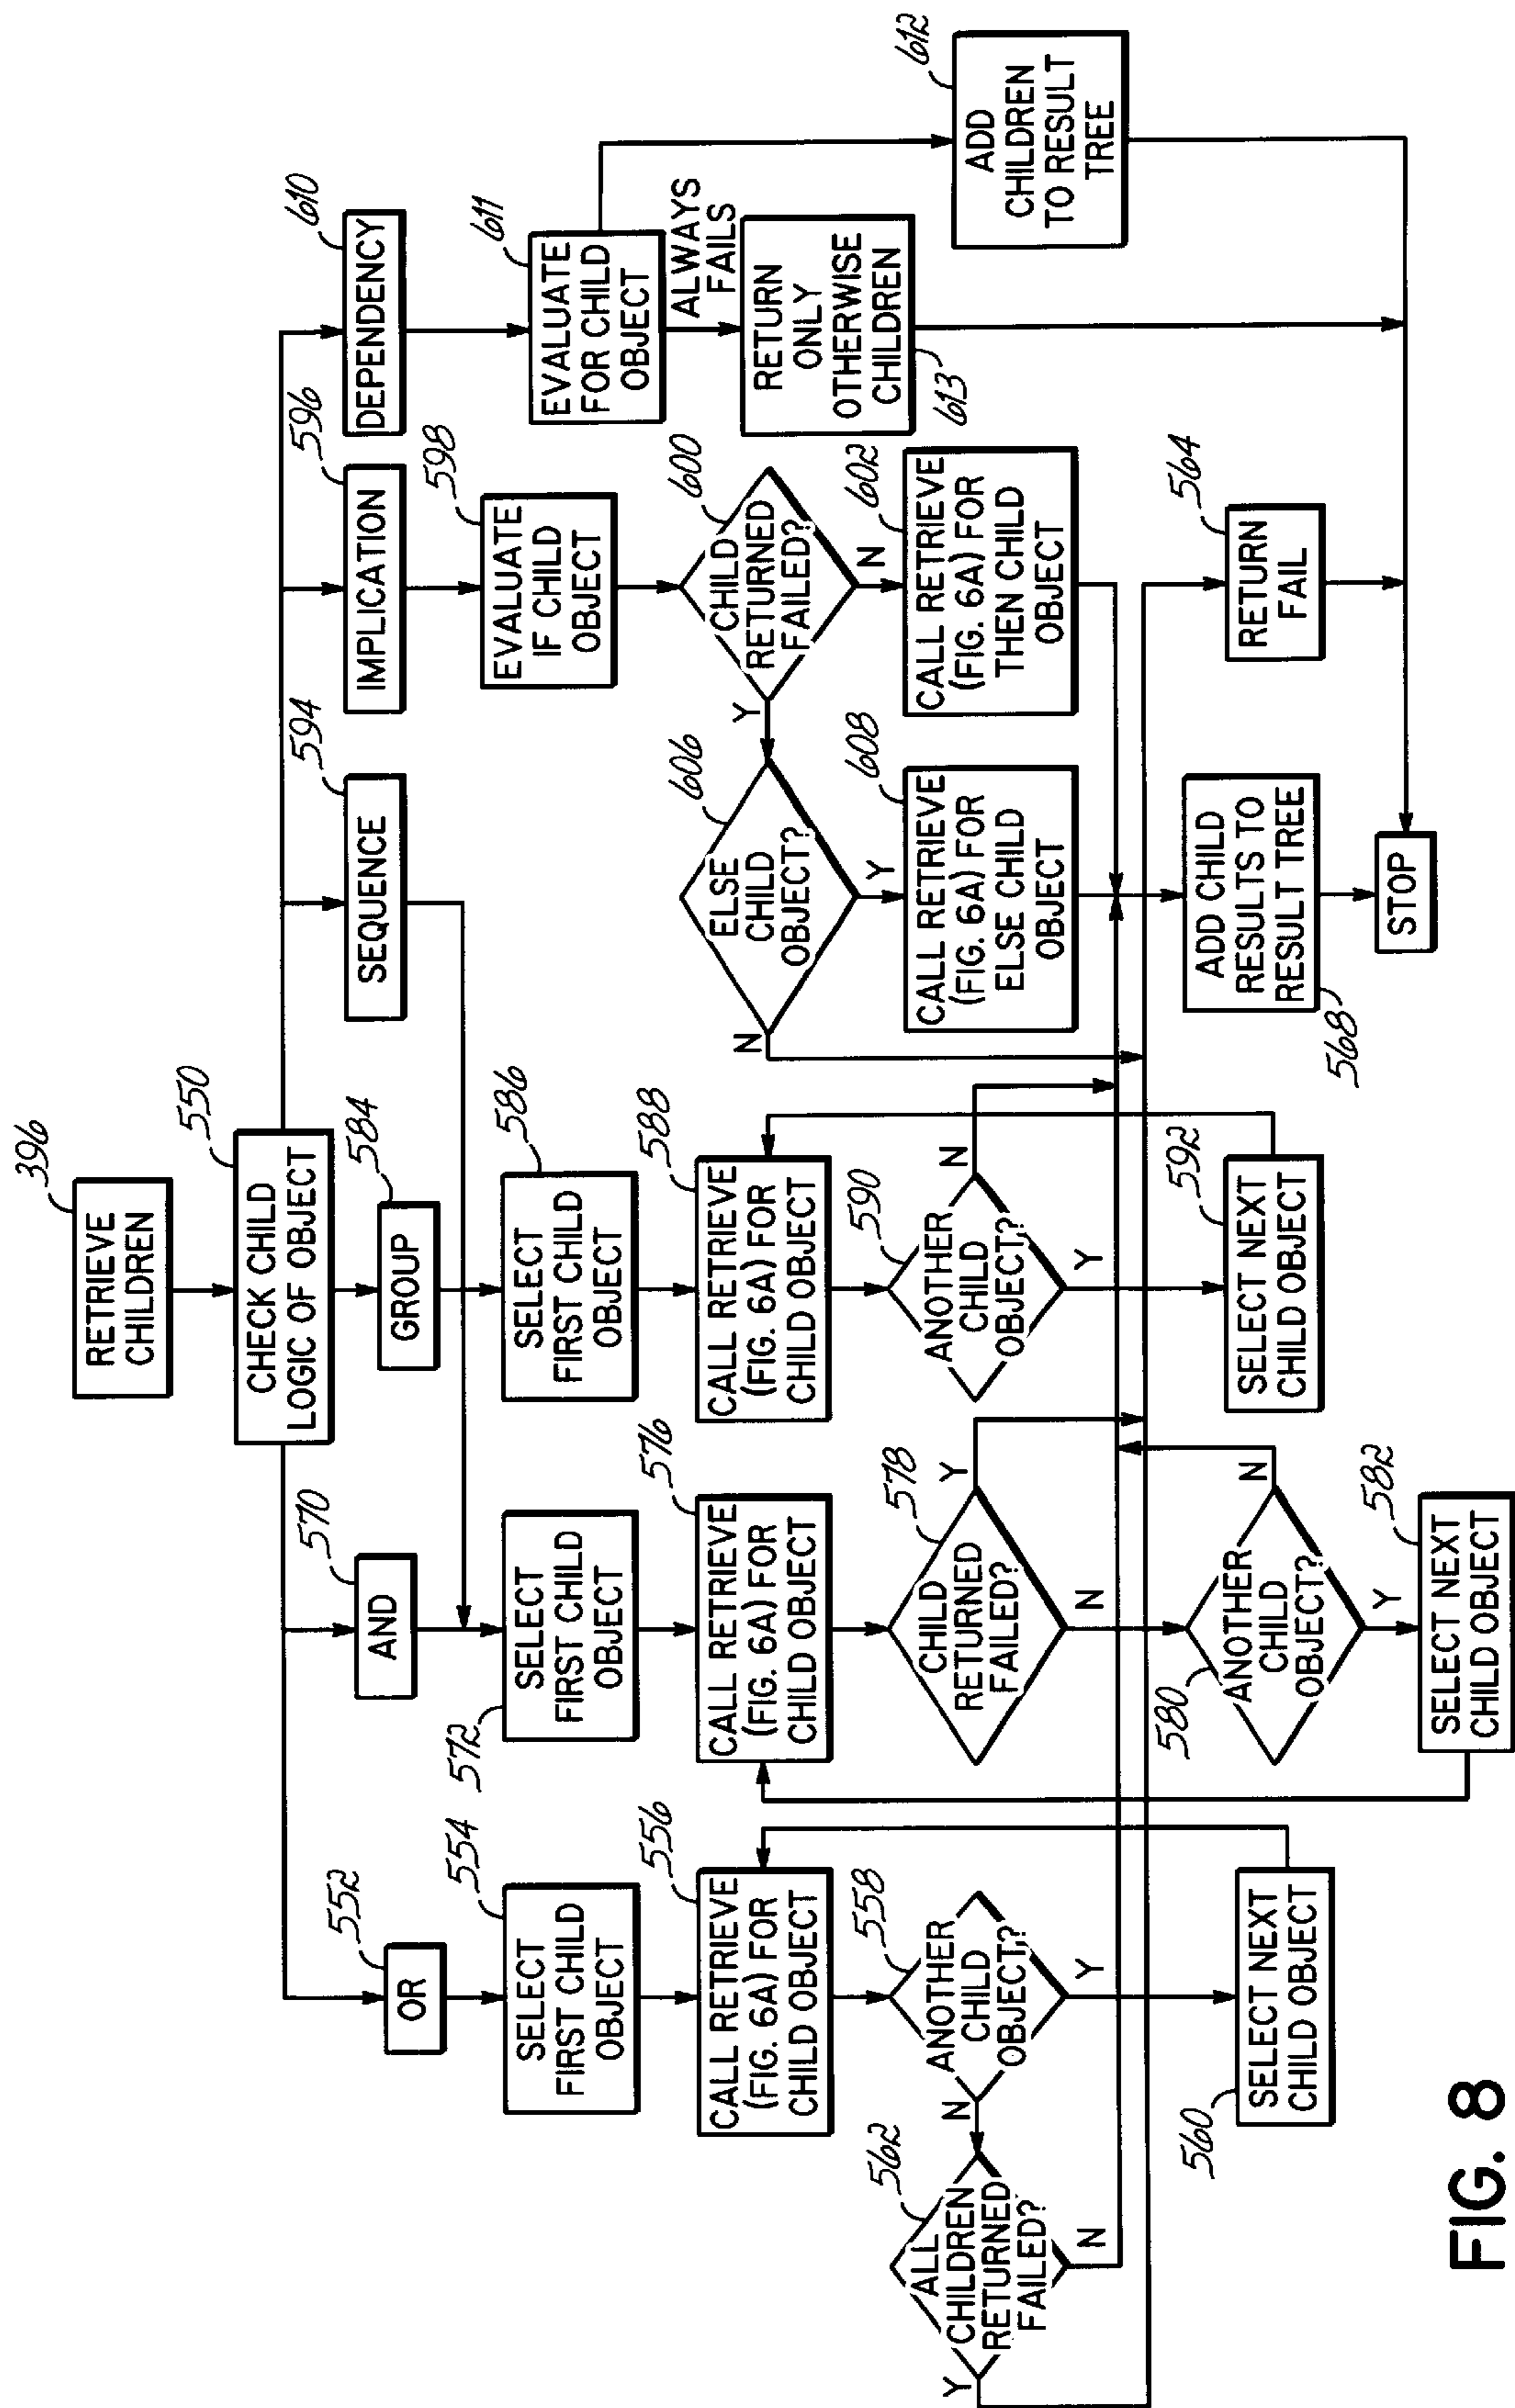 396
RETRIEVE
CHILDREN
550
CHECK CHILD
LOGIC OF OBJECT
552
OR
554
SELECT
FIRST CHILD
OBJECT
556
CALL RETRIEVE
(FIG. 6A) FOR
CHILD OBJECT
558
ANOTHER
CHILD
OBJECT?
N
Y
562
ALL
CHILDREN
RETURNED
FAILED?
Y
N
560
SELECT NEXT
CHILD OBJECT
570
AND
572
SELECT
FIRST CHILD
OBJECT
576
CALL RETRIEVE
(FIG. 6A) FOR
CHILD OBJECT
578
CHILD
RETURNED
FAILED?
Y
N
580
ANOTHER
CHILD
OBJECT?
N
Y
582
SELECT NEXT
CHILD OBJECT
584
GROUP
586
SELECT
FIRST CHILD
OBJECT
588
CALL RETRIEVE
(FIG. 6A) FOR
CHILD OBJECT
590
ANOTHER
CHILD
OBJECT?
N
Y
592
SELECT NEXT
CHILD OBJECT
594
SEQUENCE
596
IMPLICATION
598
EVALUATE
IF CHILD
OBJECT
600
CHILD
RETURNED
FAILED?
Y
N
606
ELSE
CHILD
OBJECT?
N
Y
608
CALL RETRIEVE
(FIG. 6A) FOR
ELSE CHILD
OBJECT
602
CALL RETRIEVE
(FIG. 6A) FOR
THEN CHILD
OBJECT
610
DEPENDENCY
611
EVALUATE
FOR CHILD
OBJECT
ALWAYS
FAILS
RETURN
ONLY
OTHERWISE
CHILDREN
613
612
ADD
CHILDREN
TO RESULT
TREE
564
RETURN
FAIL
ADD CHILD
RESULTS TO
RESULT TREE
568
STOP
FIG. 8